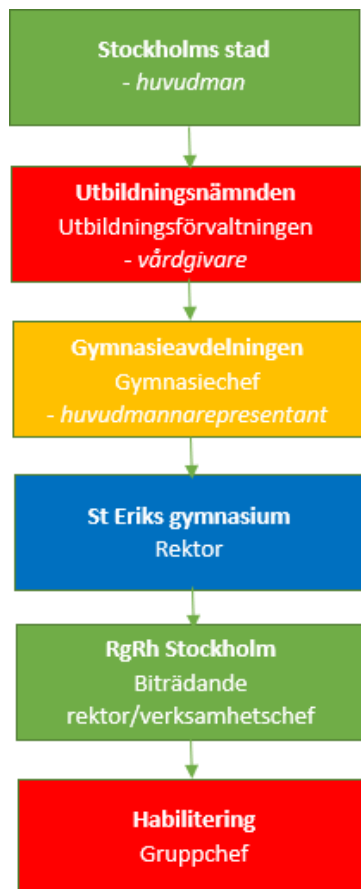 Stockholms stad
- huvudman
Utbildningsnämnden
Utbildningsförvaltningen
- vårdgivare
Gymnasieavdelningen
Gymnasiechef
- huvudmannarepresentant
St Eriks gymnasium
Rektor
RgRh Stockholm
Biträdande
rektor/verksamhetschef
Habilitering
Gruppchef